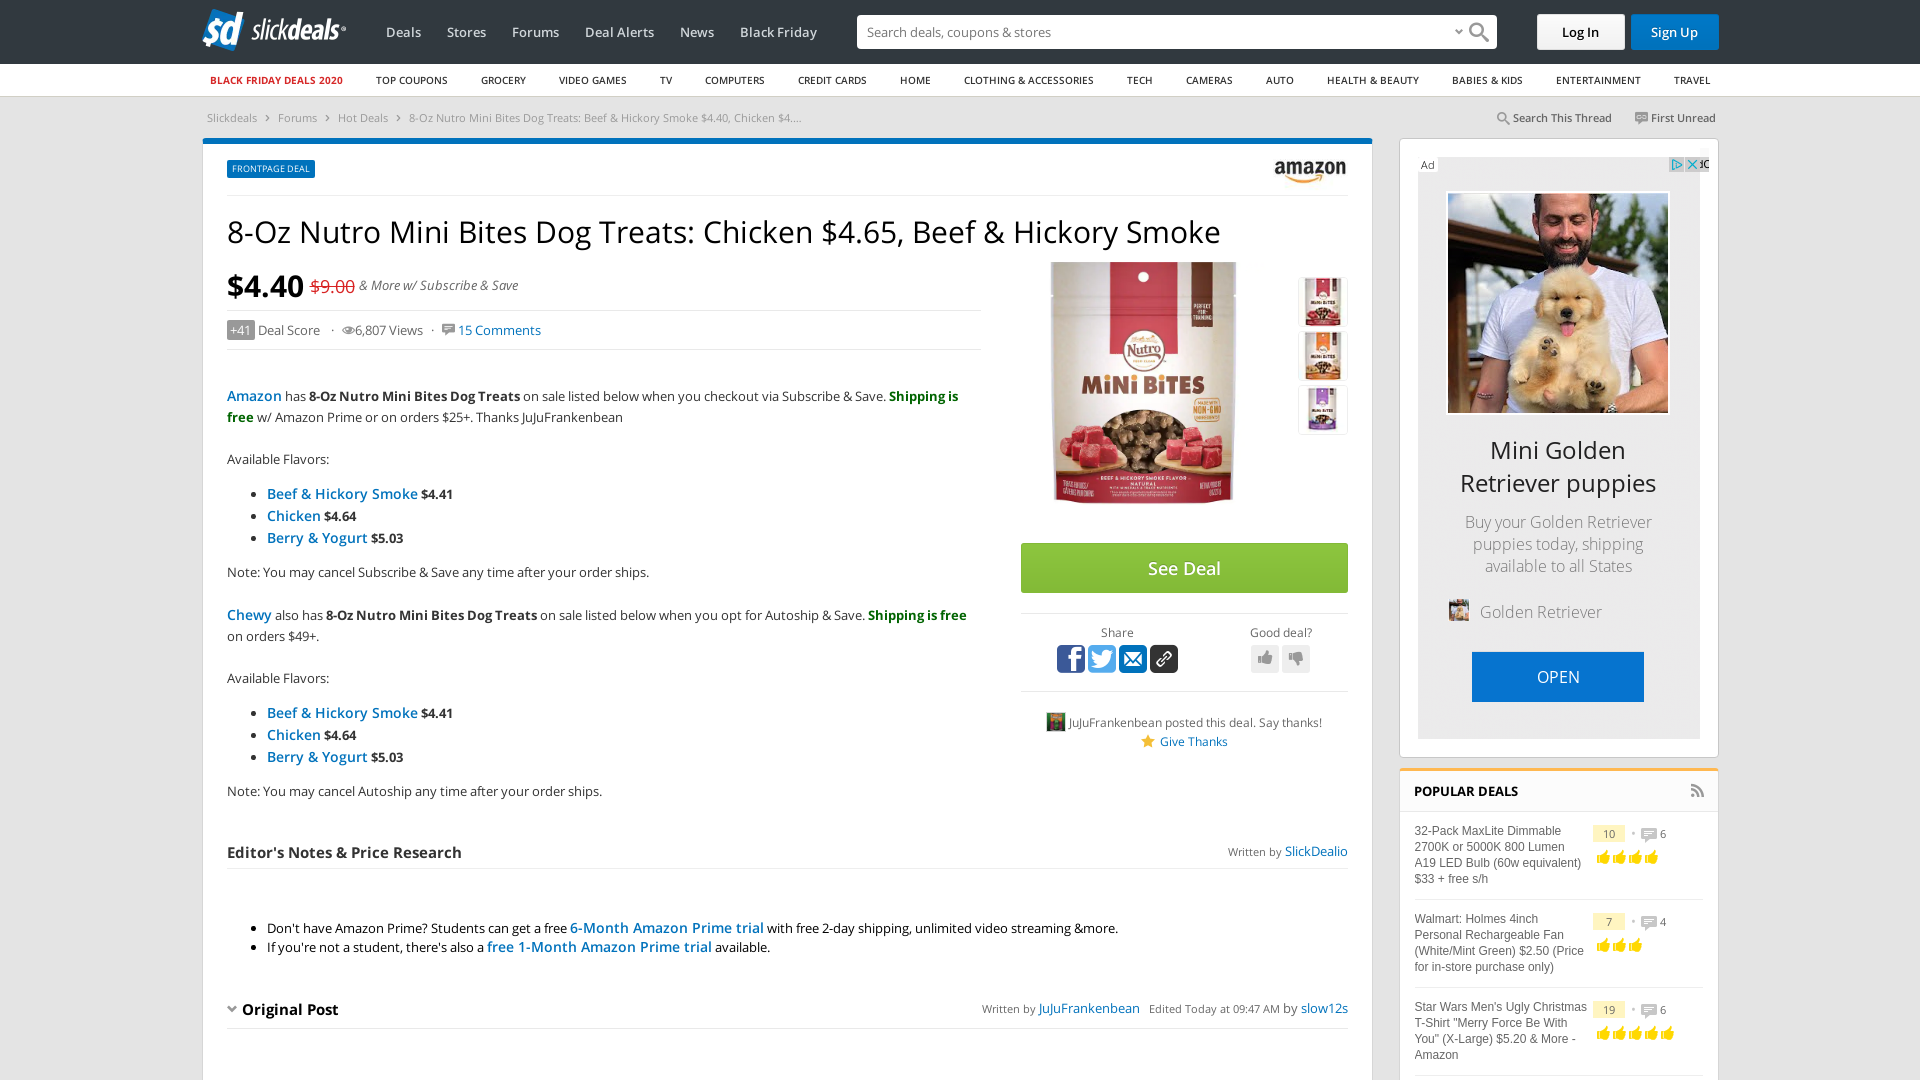 slickdeals
Deals Stores Forums Deal Alerts News Black Friday
Search deals, coupons & shops
Log In
Sign Up
BLACK FRIDAY DEALS 2020 TOP COUPONS GROCERY VIDEO GAMES TV COMPUTERS CREDIT CARDS HOME CLOTHING & ACCESSORIES TECH CAMERAS AUTO HEALTH & BEAUTY BABIES & KIDS ENTERTAINMENT TRAVEL
Slickdeals › Forums › Hot Deals › 8-Oz Nutro Mini Bites Dog Treats: Beef & Hickory Smoke $4.40, Chicken $4....
Search This Thread First Unread
FRONTPAGE DEAL
amazon
8-Oz Nutro Mini Bites Dog Treats: Chicken $4.65, Beef & Hickory Smoke
$4.40 $9.00 & More w/ Subscribe & Save
+41 Deal Score · 6,807 Views · 15 Comments
Amazon has 8-Oz Nutro Mini Bites Dog Treats on sale listed below when you checkout via Subscribe & Save. Shipping is
free w/ Amazon Prime or on orders $25+. Thanks JuJuFrankenbean
Available Flavors:
• Beef & Hickory Smoke $4.41
• Chicken $4.64
• Berry & Yogurt $5.03
Note: You may cancel Subscribe & Save any time after your order ships.
Chewy also has 8-Oz Nutro Mini Bites Dog Treats on sale listed below when you opt for Autoship & Save. Shipping is free
on orders $49+.
Available Flavors:
• Beef & Hickory Smoke $4.41
• Chicken $4.64
• Berry & Yogurt $5.03
Note: You may cancel Autoship any time after your order ships.
PERFECT
FOR
TRAINING
Nutro
MINI BITES
MADE WITH
NON-GMO
BEEF & HICKORY SMOKE FLAVOR
NATURAL
See Deal
Share
Good deal?
JuJuFrankenbean posted this deal. Say thanks!
Give Thanks
Editor's Notes & Price Research
Written by SlickDealio
• Don't have Amazon Prime? Students can get a free 6-Month Amazon Prime trial with free 2-day shipping, unlimited video streaming &more.
• If you're not a student, there's also a free 1-Month Amazon Prime trial available.
Original Post
Written by JuJuFrankenbean Edited Today at 09:47 AM by slow12s
Ad
Mini Golden
Retriever puppies
Buy your Golden Retriever
puppies today, shipping
available to all States
Golden Retriever
OPEN
POPULAR DEALS
32-Pack MaxLite Dimmable
2700K or 5000K 800 Lumen
A19 LED Bulb (60w equivalent)
$33 + free s/h
10 • 6
Walmart: Holmes 4inch
Personal Rechargeable Fan
(White/Mint Green) $2.50 (Price
for in-store purchase only)
7 • 4
Star Wars Men's Ugly Christmas
T-Shirt "Merry Force Be With
You" (X-Large) $5.20 & More -
Amazon
19 • 6